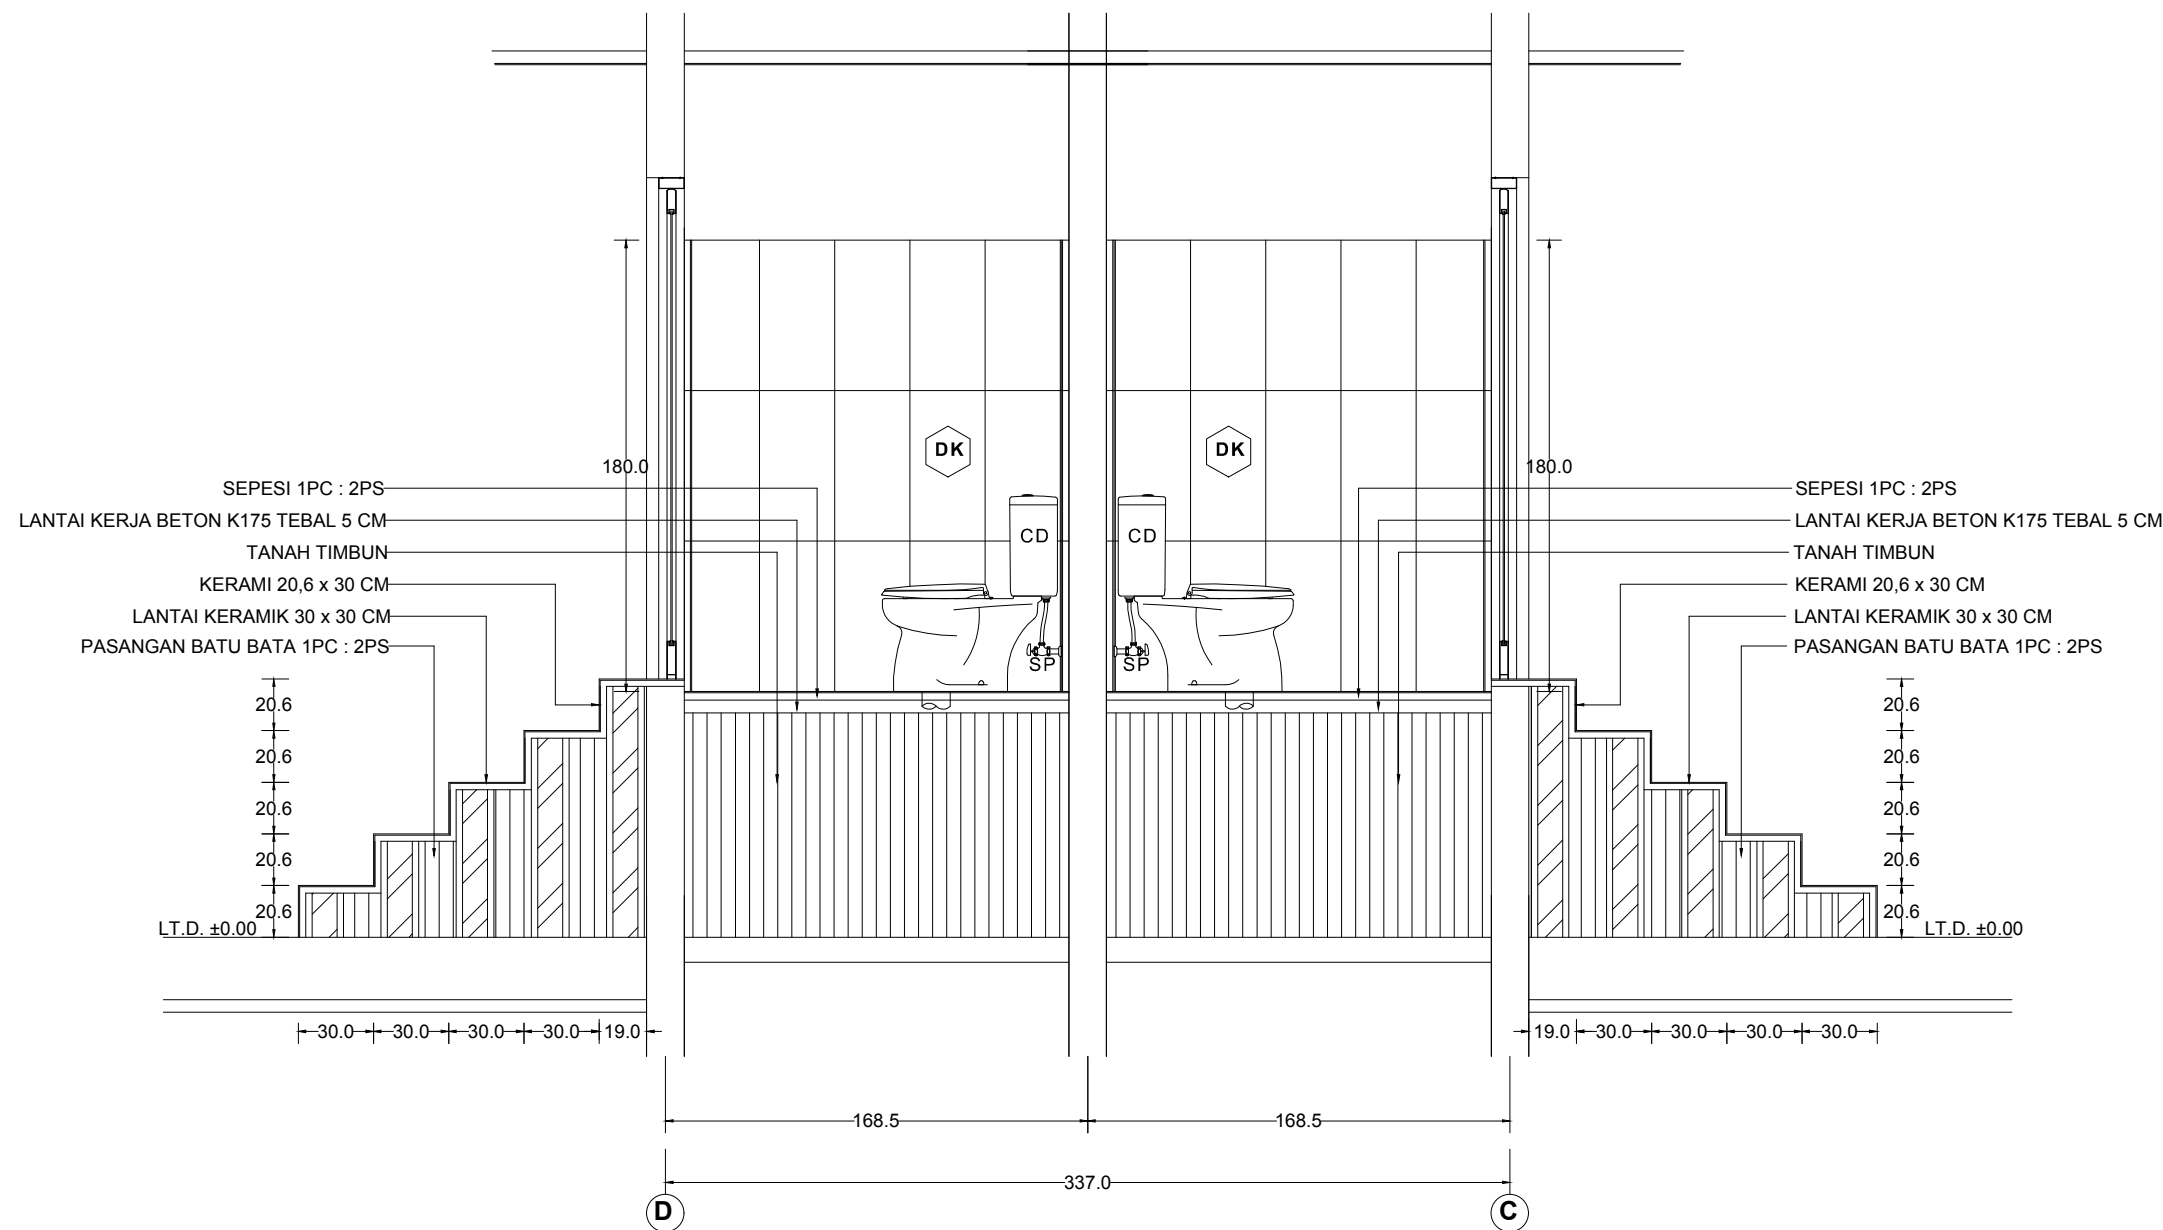 DK
DK
180.0
180.0
SEPESI 1PC : 2PS
SEPESI 1PC : 2PS
LANTAI KERJA BETON K175 TEBAL 5 CM
CD
CD
LANTAI KERJA BETON K175 TEBAL 5 CM
TANAH TIMBUN
TANAH TIMBUN
KERAMI 20,6 x 30 CM
KERAMI 20,6 x 30 CM
LANTAI KERAMIK 30 x 30 CM
LANTAI KERAMIK 30 x 30 CM
PASANGAN BATU BATA 1PC : 2PS
PASANGAN BATU BATA 1PC : 2PS
SP
SP
20.6
20.6
20.6
20.6
20.6
20.6
20.6
20.6
20.6
20.6
LT.D. ±0.00
LT.D. ±0.00
30.0
30.0
30.0
30.0
19.0
19.0
30.0
30.0
30.0
30.0
168.5
168.5
337.0
D
C